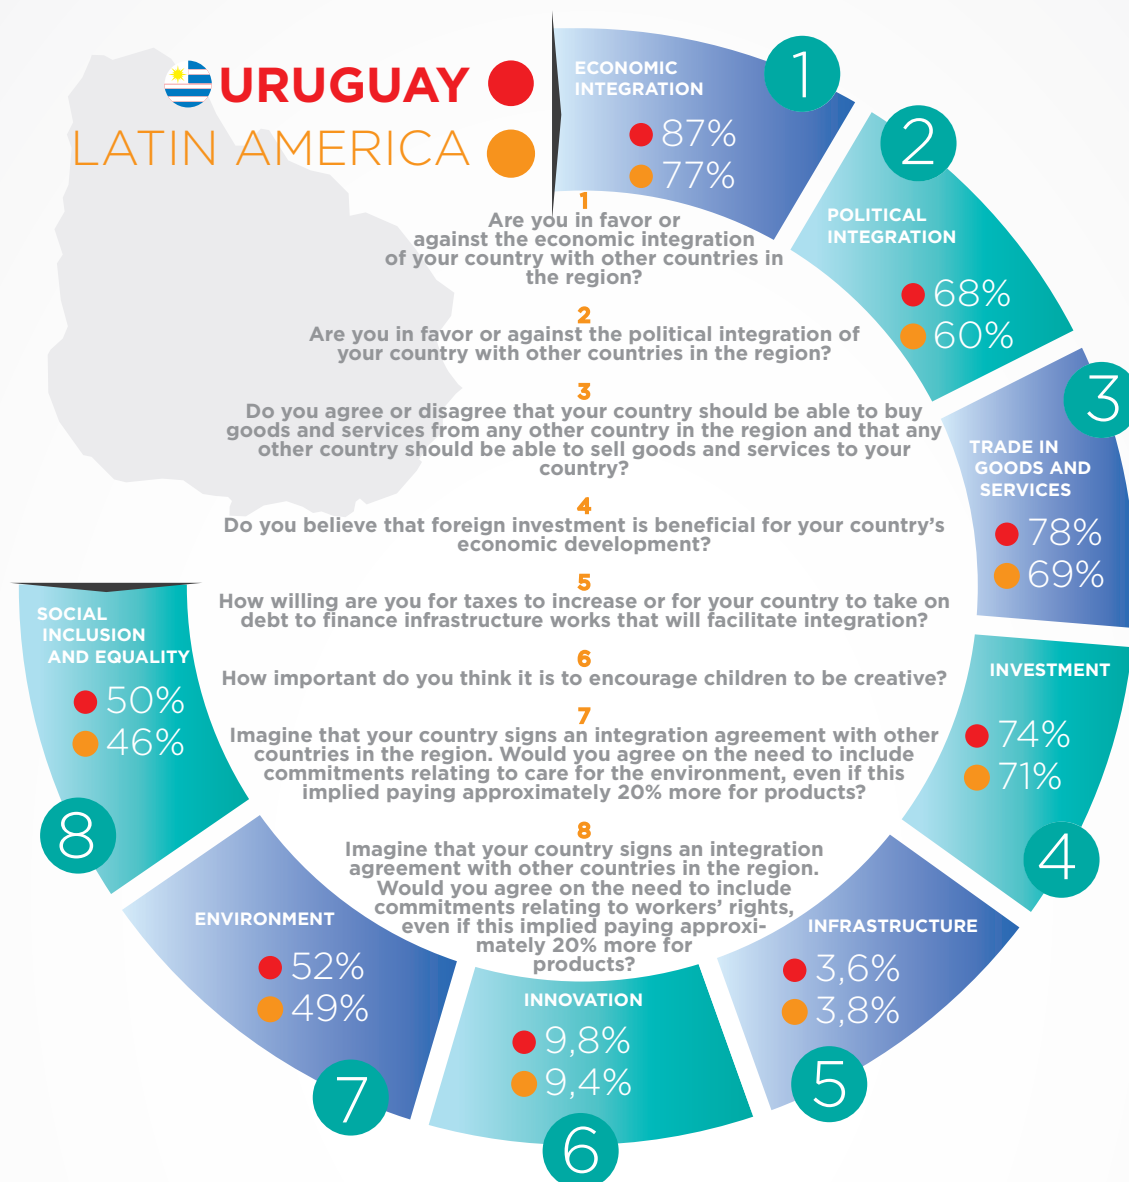 URUGUAY
LATIN AMERICA
ECONOMIC
INTEGRATION
87%
77%
1
2
POLITICAL
INTEGRATION
68%
60%
3
TRADE IN
GOODS AND
SERVICES
78%
69%
INVESTMENT
74%
71%
4
INFRASTRUCTURE
3,6%
3,8%
5
INNOVATION
9,8%
9,4%
6
ENVIRONMENT
52%
49%
7
SOCIAL
INCLUSION
AND EQUALITY
50%
46%
8
1
Are you in favor or
against the economic integration
of your country with other countries in
the region?
2
Are you in favor or against the political integration of
your country with other countries in the region?
3
Do you agree or disagree that your country should be able to buy
goods and services from any other country in the region and that any
other country should be able to sell goods and services to your
country?
4
Do you believe that foreign investment is beneficial for your country's
economic development?
5
How willing are you for taxes to increase or for your country to take on
debt to finance infrastructure works that will facilitate integration?
6
How important do you think it is to encourage children to be creative?
7
Imagine that your country signs an integration agreement with other
countries in the region. Would you agree on the need to include
commitments relating to care for the environment, even if this
implied paying approximately 20% more for products?
8
Imagine that your country signs an integration
agreement with other countries in the region.
Would you agree on the need to include
commitments relating to workers' rights,
even if this implied paying approxi-
mately 20% more for
products?